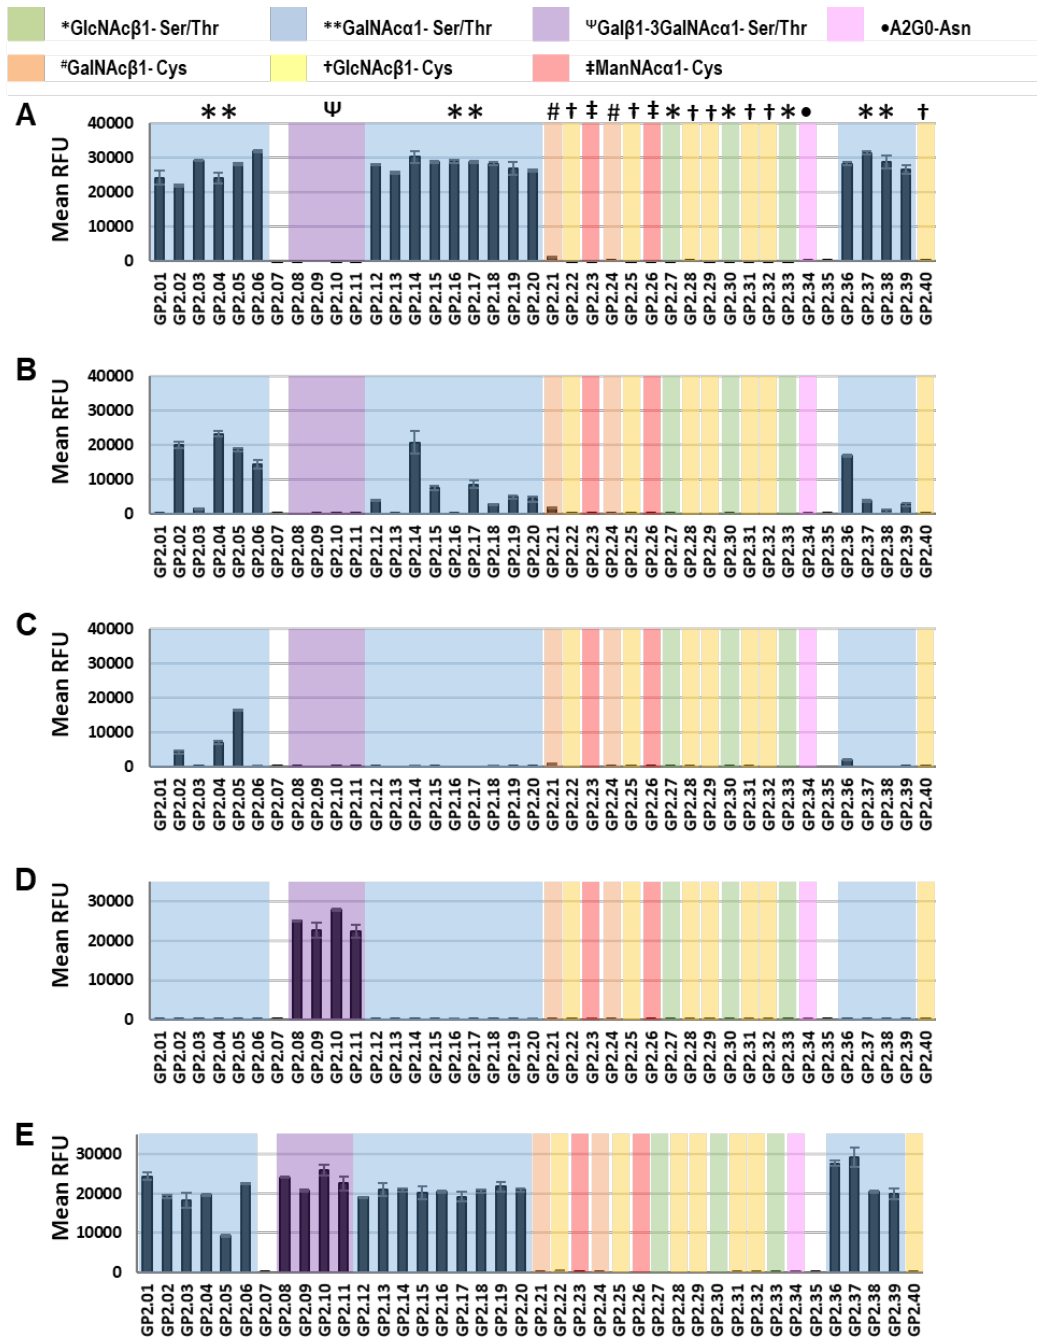 *GlcNAcβ1- Ser/Thr **GalNAcα1- Ser/Thr ΨGalβ1-3GalNAcα1- Ser/Thr •A2G0-Asn
#GalNAcβ1- Cys †GlcNAcβ1- Cys ‡ManNAcα1- Cys
A ** Ψ ** # † ‡ # † ‡ * † † * † † * • ** †
Mean RFU
40000
30000
20000
10000
0
GP2.01 GP2.02 GP2.03 GP2.04 GP2.05 GP2.06 GP2.07 GP2.08 GP2.09 GP2.10 GP2.11 GP2.12 GP2.13 GP2.14 GP2.15 GP2.16 GP2.17 GP2.18 GP2.19 GP2.20 GP2.21 GP2.22 GP2.23 GP2.24 GP2.25 GP2.26 GP2.27 GP2.28 GP2.29 GP2.30 GP2.31 GP2.32 GP2.33 GP2.34 GP2.35 GP2.36 GP2.37 GP2.38 GP2.39 GP2.40
B
Mean RFU
40000
30000
20000
10000
0
GP2.01 GP2.02 GP2.03 GP2.04 GP2.05 GP2.06 GP2.07 GP2.08 GP2.09 GP2.10 GP2.11 GP2.12 GP2.13 GP2.14 GP2.15 GP2.16 GP2.17 GP2.18 GP2.19 GP2.20 GP2.21 GP2.22 GP2.23 GP2.24 GP2.25 GP2.26 GP2.27 GP2.28 GP2.29 GP2.30 GP2.31 GP2.32 GP2.33 GP2.34 GP2.35 GP2.36 GP2.37 GP2.38 GP2.39 GP2.40
C
Mean RFU
40000
30000
20000
10000
0
GP2.01 GP2.02 GP2.03 GP2.04 GP2.05 GP2.06 GP2.07 GP2.08 GP2.09 GP2.10 GP2.11 GP2.12 GP2.13 GP2.14 GP2.15 GP2.16 GP2.17 GP2.18 GP2.19 GP2.20 GP2.21 GP2.22 GP2.23 GP2.24 GP2.25 GP2.26 GP2.27 GP2.28 GP2.29 GP2.30 GP2.31 GP2.32 GP2.33 GP2.34 GP2.35 GP2.36 GP2.37 GP2.38 GP2.39 GP2.40
D
Mean RFU
30000
20000
10000
0
GP2.01 GP2.02 GP2.03 GP2.04 GP2.05 GP2.06 GP2.07 GP2.08 GP2.09 GP2.10 GP2.11 GP2.12 GP2.13 GP2.14 GP2.15 GP2.16 GP2.17 GP2.18 GP2.19 GP2.20 GP2.21 GP2.22 GP2.23 GP2.24 GP2.25 GP2.26 GP2.27 GP2.28 GP2.29 GP2.30 GP2.31 GP2.32 GP2.33 GP2.34 GP2.35 GP2.36 GP2.37 GP2.38 GP2.39 GP2.40
E
Mean RFU
30000
20000
10000
0
GP2.01 GP2.02 GP2.03 GP2.04 GP2.05 GP2.06 GP2.07 GP2.08 GP2.09 GP2.10 GP2.11 GP2.12 GP2.13 GP2.14 GP2.15 GP2.16 GP2.17 GP2.18 GP2.19 GP2.20 GP2.21 GP2.22 GP2.23 GP2.24 GP2.25 GP2.26 GP2.27 GP2.28 GP2.29 GP2.30 GP2.31 GP2.32 GP2.33 GP2.34 GP2.35 GP2.36 GP2.37 GP2.38 GP2.39 GP2.40